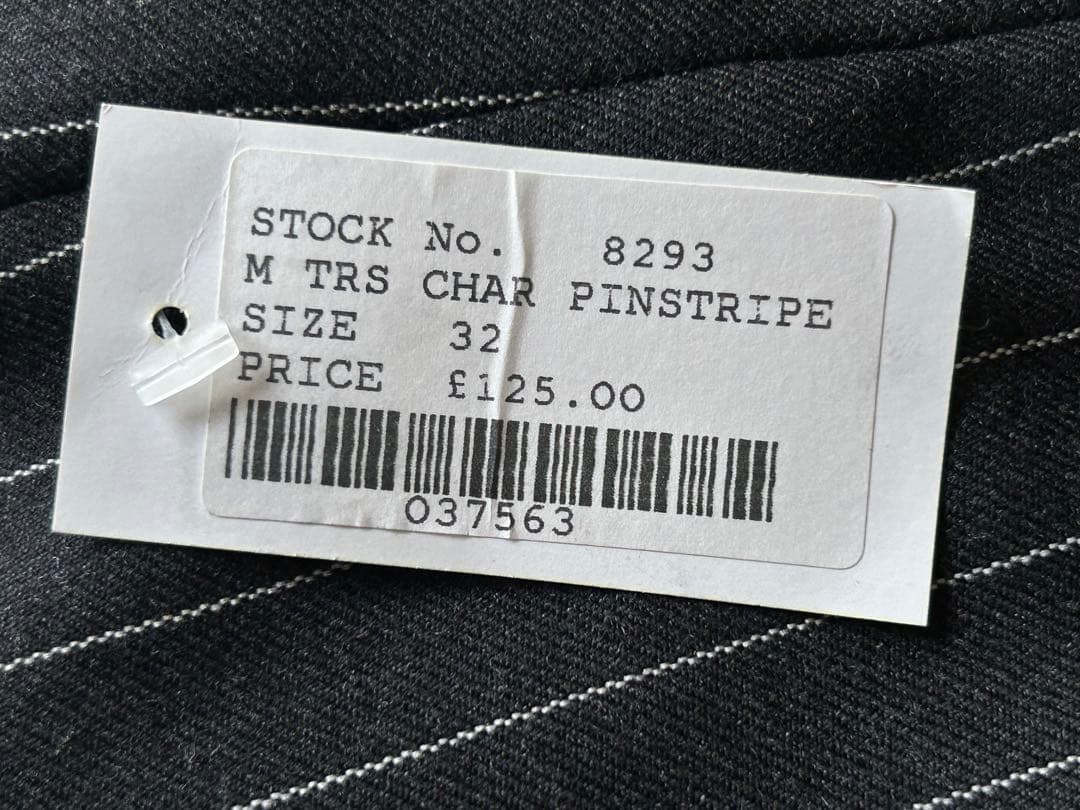 STOCK No. 8293
M TRS CHAR PINSTRIPE
SIZE 32
PRICE £125.00
037563